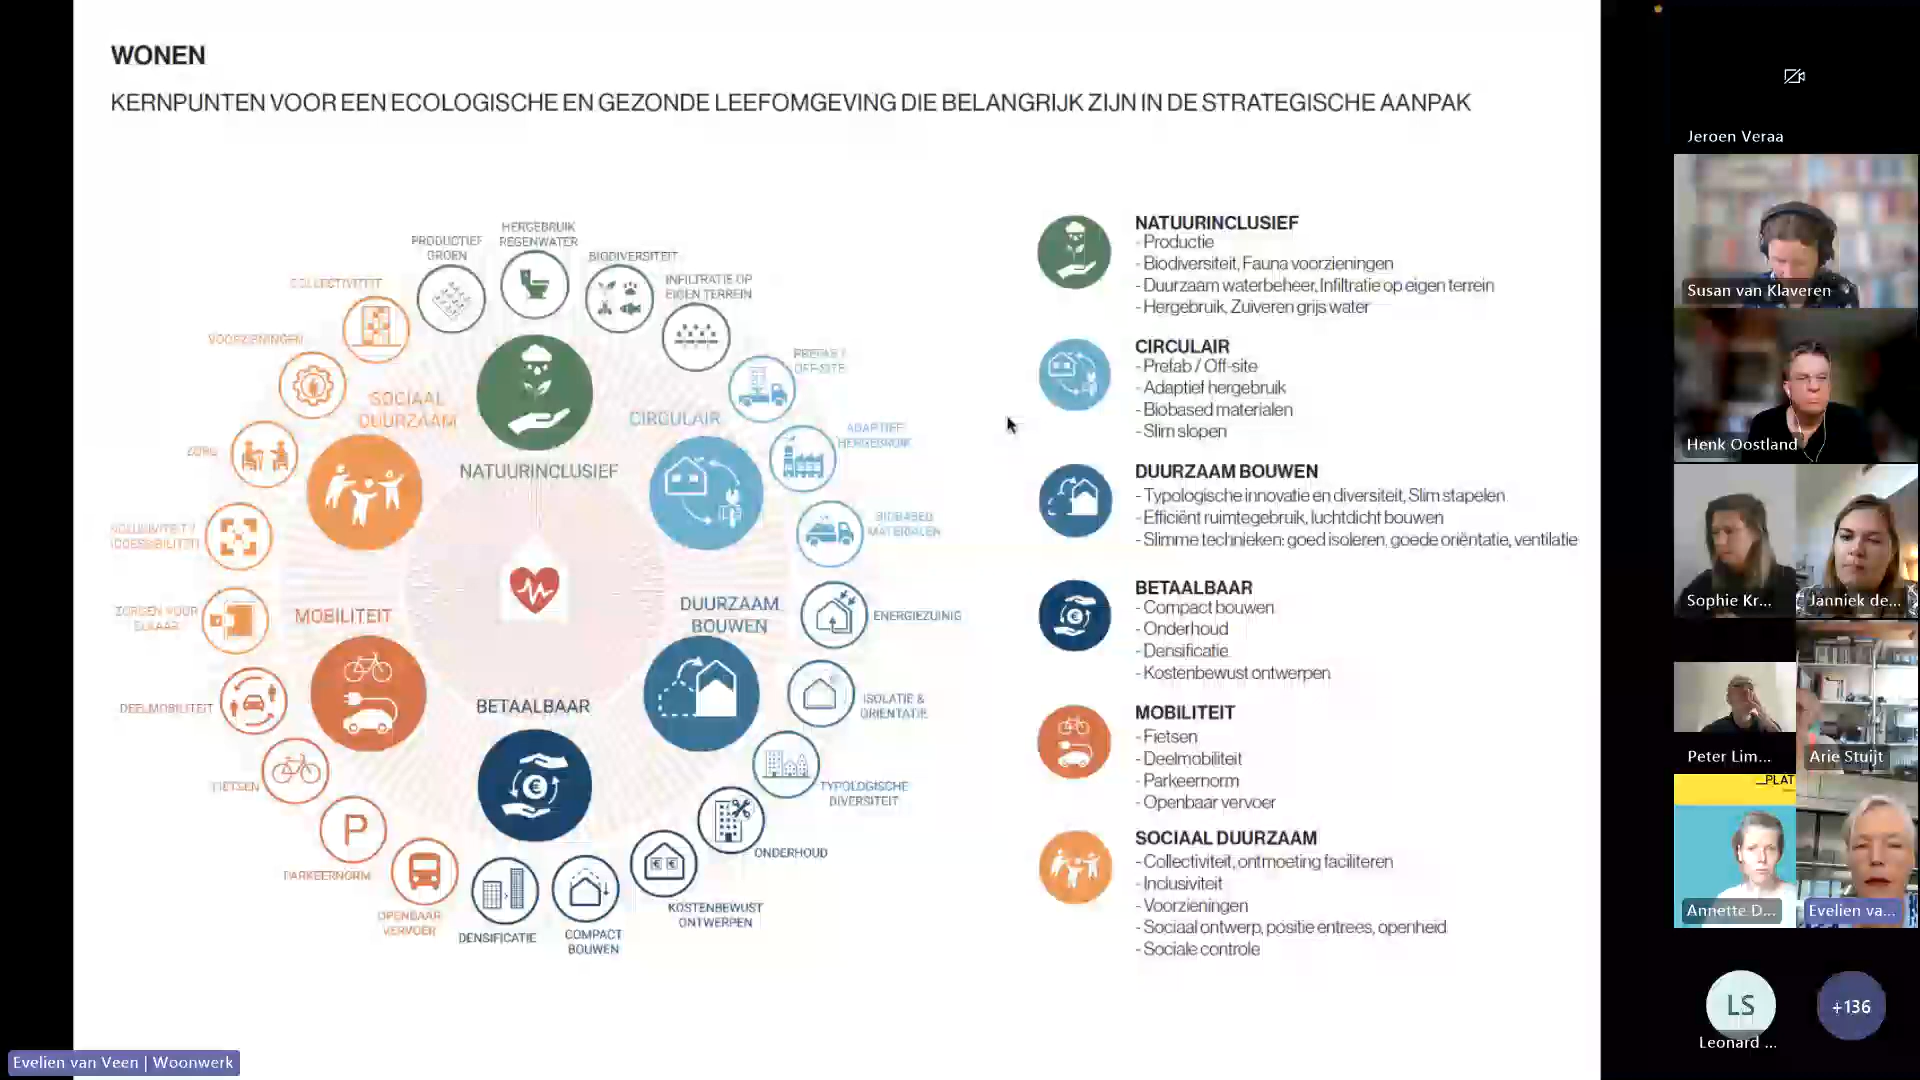 WONEN
KERNPUNTEN VOOR EEN ECOLOGISCHE EN GEZONDE LEEFOMGEVING DIE BELANGRIJK ZIJN IN DE STRATEGISCHE AANPAK
PRODUCTIEF
GROEN
HERGEBRUIK
REGENWATER
BIODIVERSITEIT
INFILTRATIE OP
EIGEN TERREIN
PREFAB /
OFF-SITE
ADAPTIEF
HERGEBRUIK
BIOBASED
MATERIALEN
ENERGIEZUINIG
ISOLATIE &
ORIENTATIE
TYPOLOGISCHE
DIVERSITEIT
ONDERHOUD
KOSTENBEWUST
ONTWERPEN
COMPACT
BOUWEN
DENSIFICATIE
OPENBAAR
VERVOER
P
PARKEERNORM
FIETSEN
DEELMOBILITEIT
ZORGEN VOOR
ELKAAR
ZORG
VOORZIENINGEN
COLLECTIVITEIT
SOCIAAL
DUURZAAM
NATUURINCLUSIEF
CIRCULAIR
DUURZAAM
BOUWEN
BETAALBAAR
MOBILITEIT
NATUURINCLUSIEF
- Productie
- Biodiversiteit, Fauna voorzieningen
- Duurzaam waterbeheer, Infiltratie op eigen terrein
- Hergebruik, Zuiveren grijs water
CIRCULAIR
- Prefab / Off-site
- Adaptief hergebruik
- Biobased materialen
- Slim slopen
DUURZAAM BOUWEN
- Typologische innovatie en diversiteit, Slim stapelen
- Efficiënt ruimtegebruik, luchtdicht bouwen
- Slimme technieken: goed isoleren, goede oriëntatie, ventilatie
BETAALBAAR
- Compact bouwen
- Onderhoud
- Densificatie
- Kostenbewust ontwerpen
MOBILITEIT
- Fietsen
- Deelmobiliteit
- Parkeernorm
- Openbaar vervoer
SOCIAAL DUURZAAM
- Collectiviteit, ontmoeting faciliteren
- Inclusiviteit
- Voorzieningen
- Sociaal ontwerp, positie entrees, openheid
- Sociale controle
Jeroen Veraa
Susan van Klaveren
Henk Oostland
Sophie Kr...
Janniek de...
Peter Lim...
Arie Stuijt
_PLAT
Annette D...
Evelien va...
LS
+136
Leonard ...
Evelien van Veen | Woonwerk